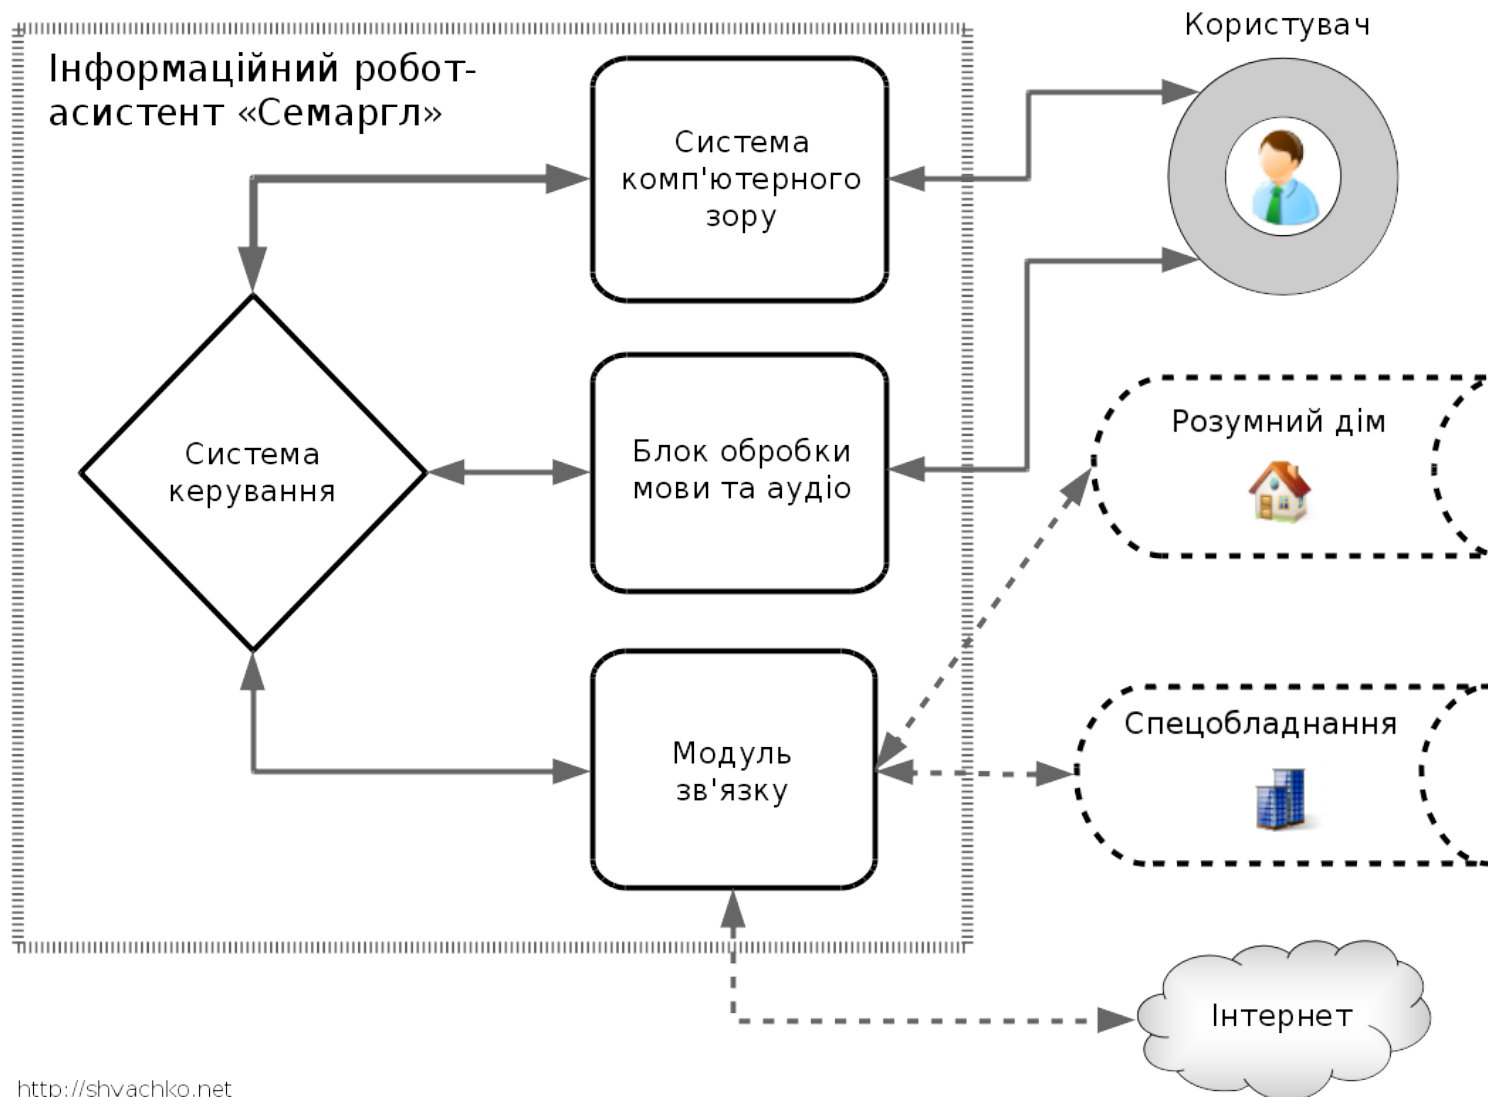 Користувач
Інформаційний робот-
асистент «Семаргл»
Система
комп'ютерного
зору
Розумний дім
Система
керування
Блок обробки
мови та аудіо
Спецобладнання
Модуль
зв'язку
Інтернет
http://shvachko.net